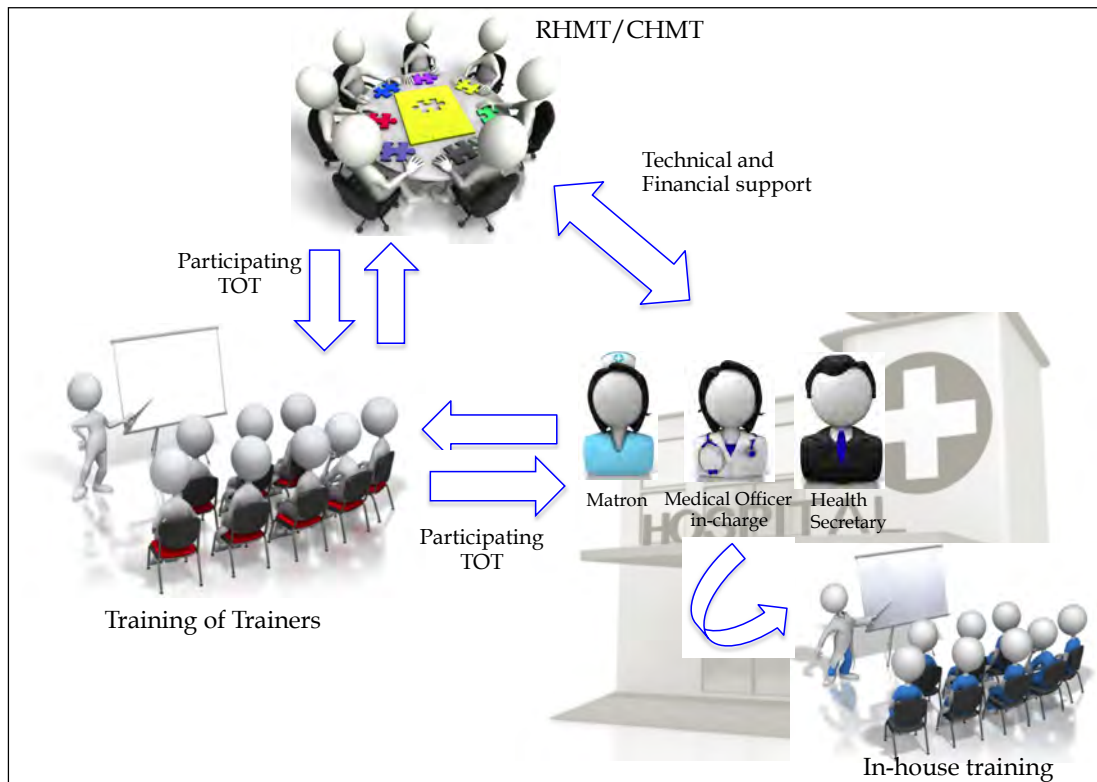 RHMT/CHMT
Technical and
Financial support
Participating
TOT
Matron
Medical Officer
in-charge
Health
Secretary
HOSPITAL
Participating
TOT
Training of Trainers
In-house training